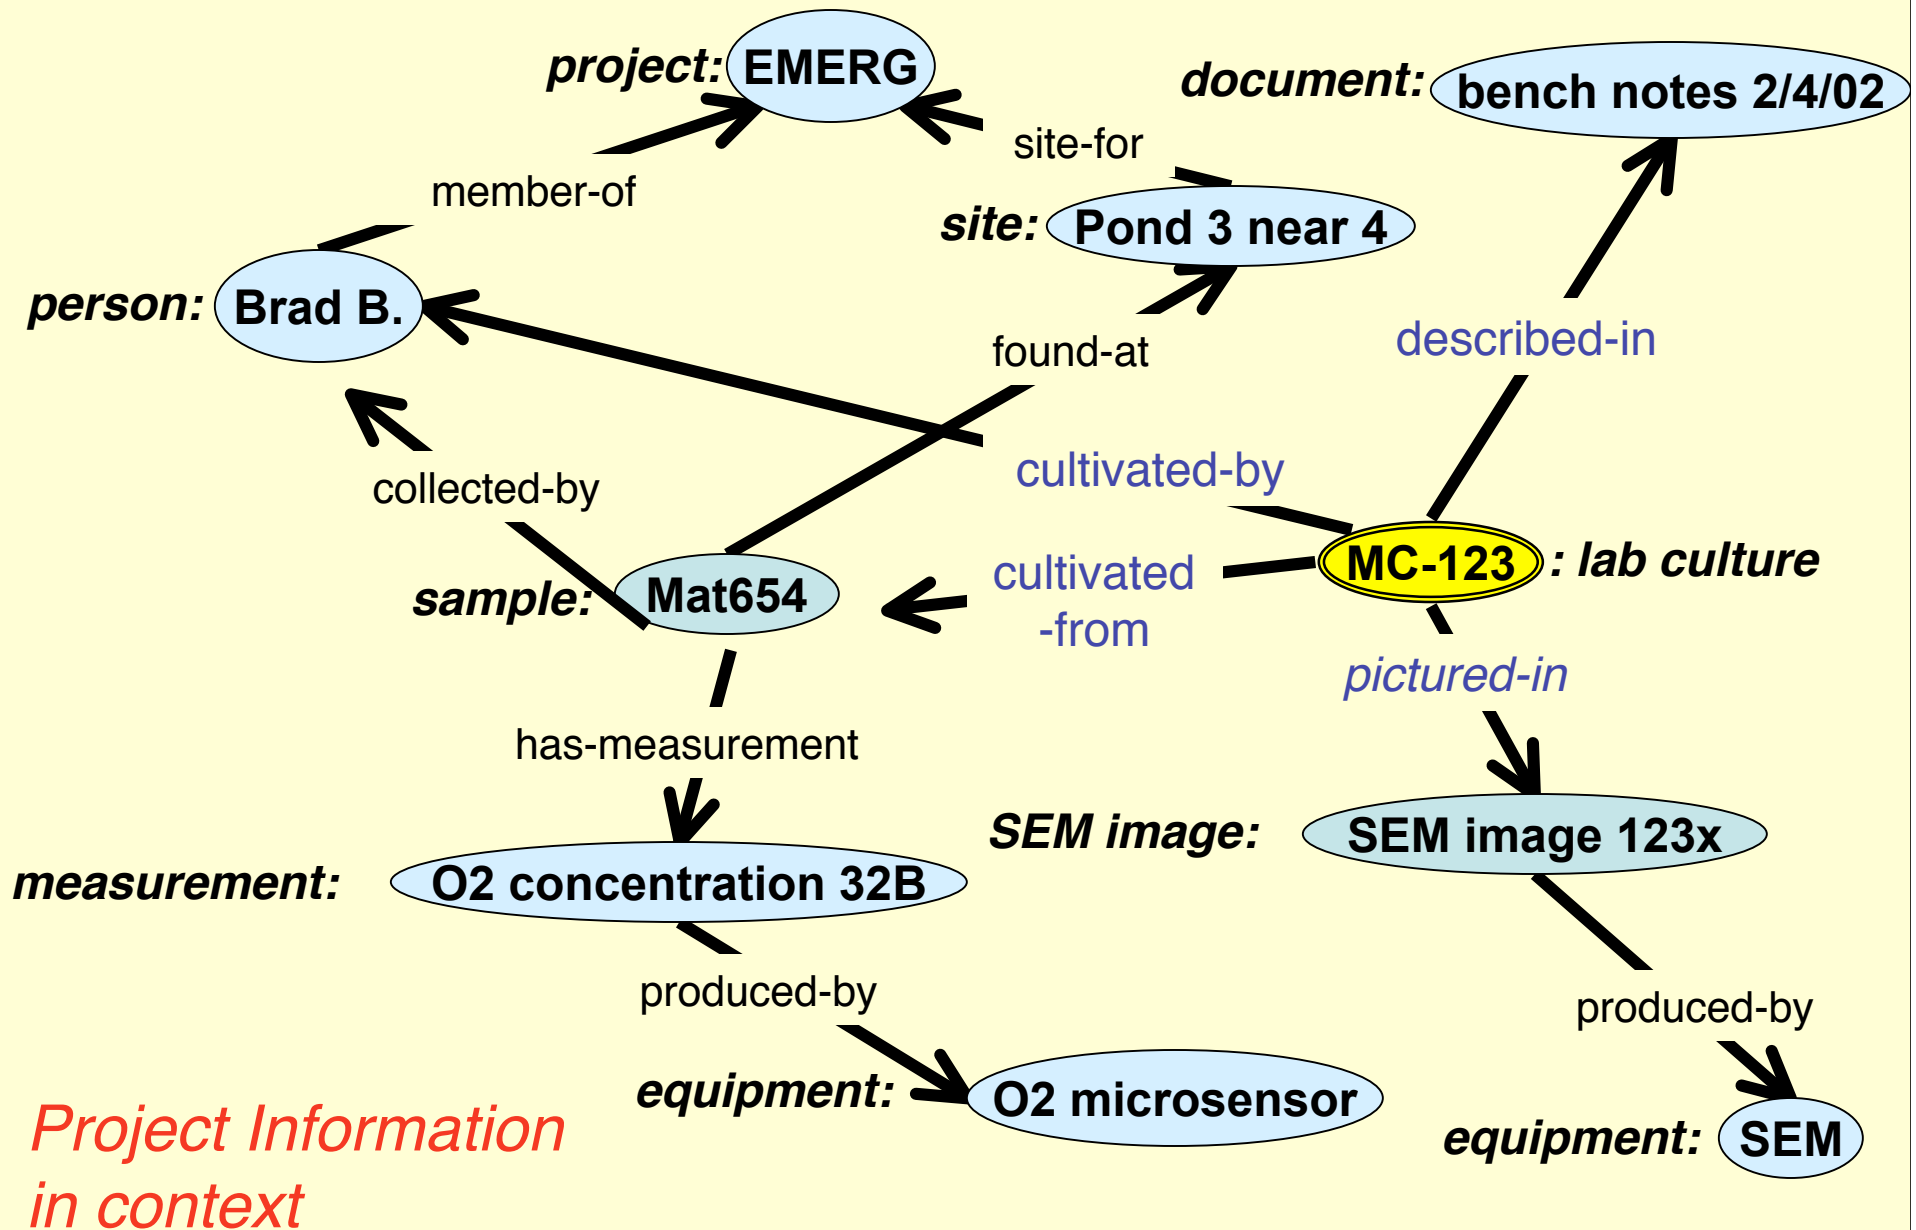 project: EMERG
document: bench notes 2/4/02
site-for
member-of
site: Pond 3 near 4
person: Brad B.
described-in
found-at
cultivated-by
collected-by
MC-123 : lab culture
cultivated
-from
sample: Mat654
pictured-in
has-measurement
SEM image: SEM image 123x
measurement: O2 concentration 32B
produced-by
produced-by
equipment: O2 microsensor
equipment: SEM
Project Information
in context